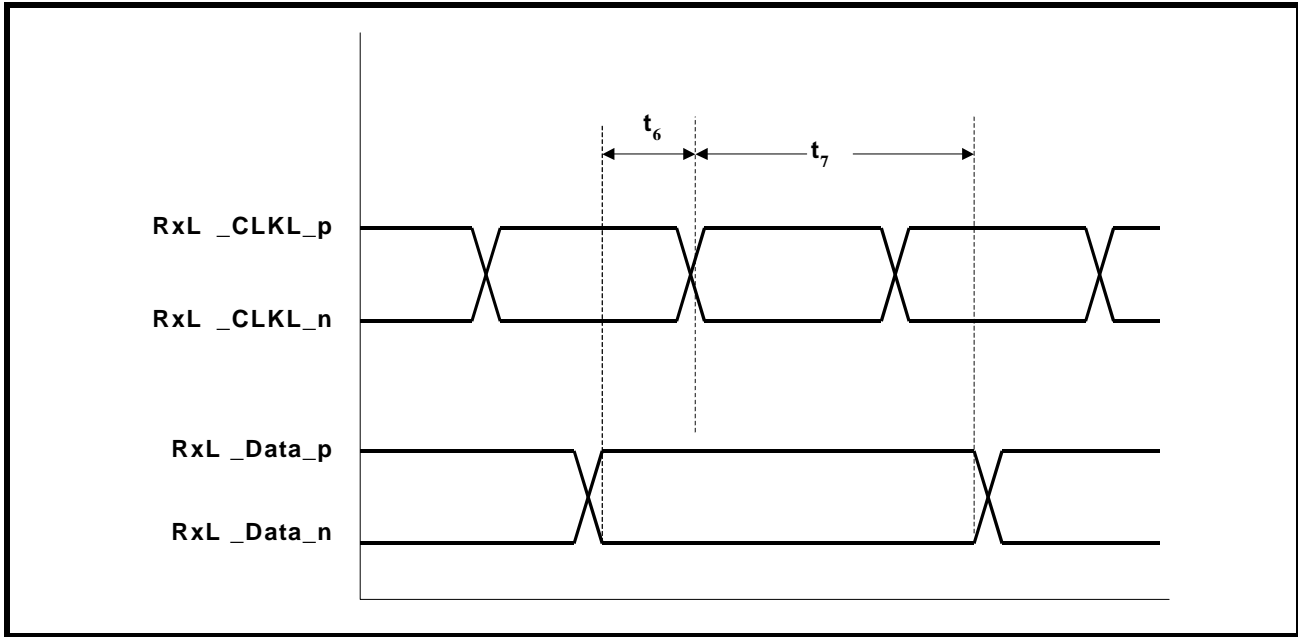 t6
t7
RxL _CLKL_p
RxL _CLKL_n
RxL _Data_p
RxL _Data_n